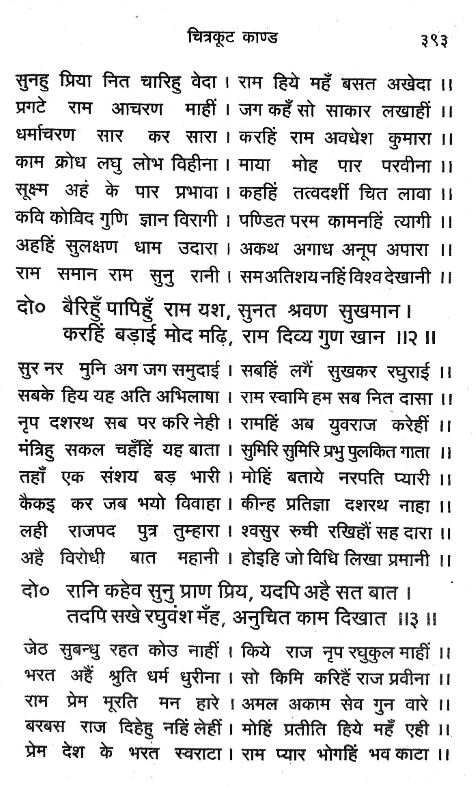 चित्रकूट काण्ड ३९३
सुनहु प्रिया नित चारिहु वेदा । राम हिये महँ बसत अखेदा ।।
प्रगटे राम आचरण माहीं । जग कहँ सो साकार लखाहीं ।।
धर्माचरण सार कर सारा । करहिं राम अवधेश कुमारा ।।
काम क्रोध लघु लोभ विहीना । माया मोह पार परवीना ।।
सूक्ष्म अहं के पार प्रभावा । कहहिं तत्वदर्शी चित लावा ।।
कवि कोविद गुणि ज्ञान विरागी । पण्डित परम कामनहिं त्यागी ।।
अहहिं सुलक्षण धाम उदारा । अकथ अगाध अनूप अपारा ।।
राम समान राम सुनु रानी । समअतिशय नहिं विश्व देखानी ।।
दो० बैरिहुँ पापिहुँ राम यश, सुनत श्रवण सुखमान ।
करहिं बड़ाई मोद मढ़ि, राम दिव्य गुण खान ।।२।।
सुर नर मुनि अग जग समुदाई । सबहिं लगैं सुखकर रघुराई ।।
सबके हिय यह अति अभिलाषा । राम स्वामि हम सब नित दासा ।।
नृप दशरथ सब पर करि नेही । रामहिं अब युवराज करेहीं ।।
मंत्रिहु सकल चहँहिं यह बाता । सुमिरि सुमिरि प्रभु पुलकित गाता ।।
तहाँ एक संशय बड़ भारी । मोहिं बताये नरपति प्यारी ।।
कैकइ कर जब भयो विवाहा । कीन्ह प्रतिज्ञा दशरथ नाहा ।।
लही राजपद पुत्र तुम्हारा । श्वसुर रुची रखिहौं सह दारा ।।
अहै विरोधी बात महानी । होइहि जो विधि लिखा प्रमानी ।।
दो० रानि कहेव सुनु प्राण प्रिय, यदपि अहै सत बात ।
तदपि सखे रघुवंश मँह, अनुचित काम दिखात ।।३।।
जेठ सुबन्धु रहत कोउ नाहीं । किये राज नृप रघुकुल माहीं ।।
भरत अहैं श्रुति धर्म धुरीना । सो किमि करिहैं राज प्रवीना ।।
राम प्रेम मूरति मन हारे । अमल अकाम सेव गुन वारे ।।
बरबस राज दिहेहु नहिं लेहीं । मोहिं प्रतीति हिये महँ एही ।।
प्रेम देश के भरत स्वराटा । राम प्यार भोगहिं भव काटा ।।